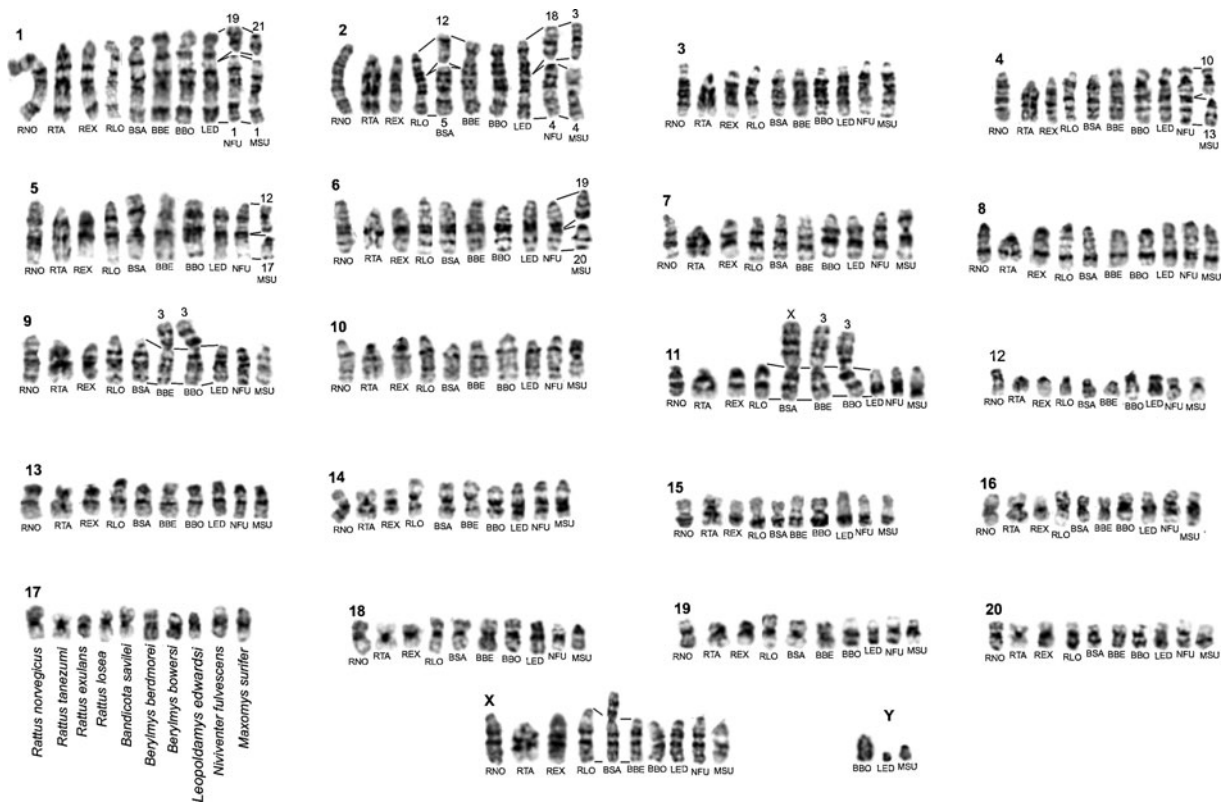 1
19 21
RNO RTA REX RLO BSA BBE BBO LED 1 1
NFU MSU
2
12 18 3
RNO RTA REX RLO 5 BBE BBO LED 4 4
BSA NFU MSU
3
RNO RTA REX RLO BSA BBE BBO LED NFU MSU
4
10
RNO RTA REX RLO BSA BBE BBO LED NFU 13
MSU
5
12
RNO RTA REX RLO BSA BBE BBO LED NFU 17
MSU
6
19
RNO RTA REX RLO BSA BBE BBO LED NFU 20
MSU
7
RNO RTA REX RLO BSA BBE BBO LED NFU MSU
8
RNO RTA REX RLO BSA BBE BBO LED NFU MSU
9
3 3
RNO RTA REX RLO BSA BBE BBO LED NFU MSU
10
RNO RTA REX RLO BSA BBE BBO LED NFU MSU
11
X 3 3
RNO RTA REX RLO BSA BBE BBO LED NFU MSU
12
RNO RTA REX RLO BSA BBE BBO LED NFU MSU
13
RNO RTA REX RLO BSA BBE BBO LED NFU MSU
14
RNO RTA REX RLO BSA BBE BBO LED NFU MSU
15
RNO RTA REX RLO BSA BBE BBO LED NFU MSU
16
RNO RTA REX RLO BSA BBE BBO LED NFU MSU
17
Rattus norvegicus
Rattus tanezumi
Rattus exulans
Rattus losea
Bandicota savilei
Berylmys berdmorei
Berylmys bowersi
Leopoldamys edwardsi
Niviventer fulvescens
Maxomys surifer
18
RNO RTA REX RLO BSA BBE BBO LED NFU MSU
19
RNO RTA REX RLO BSA BBE BBO LED NFU MSU
20
RNO RTA REX RLO BSA BBE BBO LED NFU MSU
X
RNO RTA REX RLO BSA BBE BBO LED NFU MSU
Y
BBO LED MSU